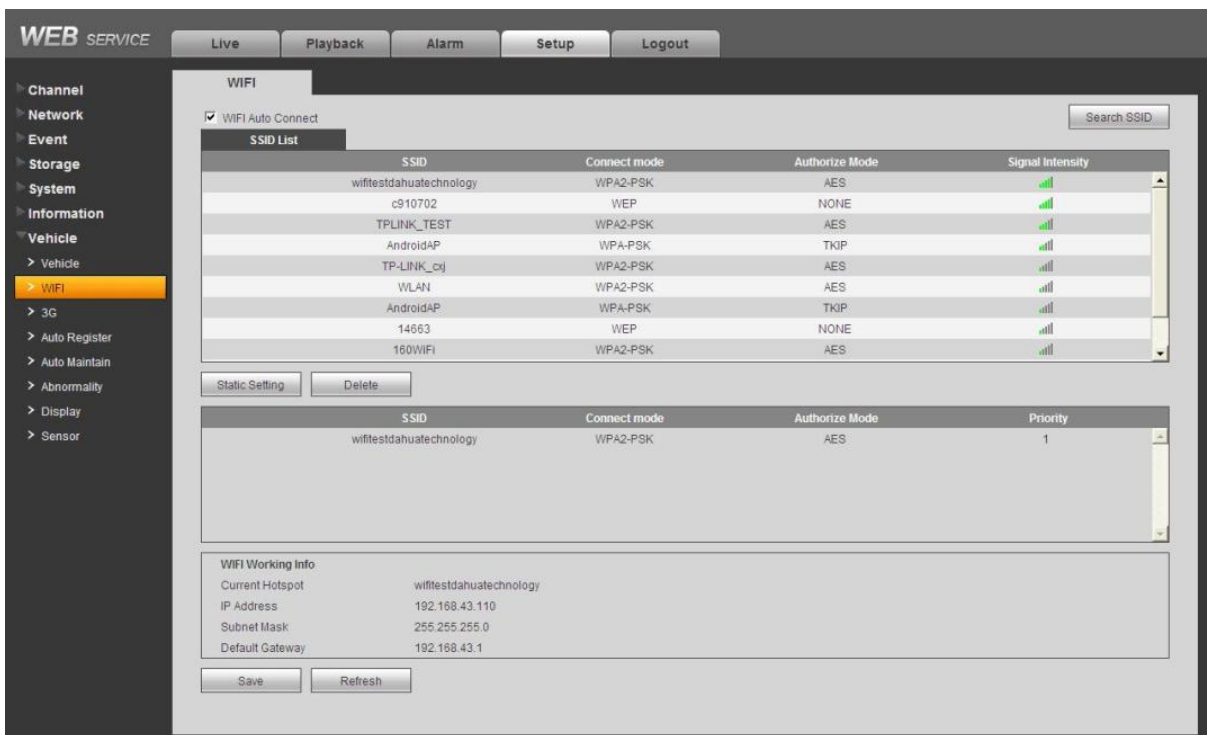 WEB SERVICE
Live Playback Alarm Setup Logout
Channel
Network
Event
Storage
System
Information
Vehicle
> Vehicle
> WIFI
> 3G
> Auto Register
> Auto Maintain
> Abnormality
> Display
> Sensor
WIFI
WIFI Auto Connect Search SSID
SSID List
SSID Connect mode Authorize Mode Signal Intensity
wifitestdahuatechnology WPA2-PSK AES
c910702 WEP NONE
TPLINK_TEST WPA2-PSK AES
AndroidAP WPA-PSK TKIP
TP-LINK_cxj WPA2-PSK AES
WLAN WPA2-PSK AES
AndroidAP WPA-PSK TKIP
14663 WEP NONE
160WiFi WPA2-PSK AES
Static Setting Delete
SSID Connect mode Authorize Mode Priority
wifitestdahuatechnology WPA2-PSK AES 1
WIFI Working Info
Current Hotspot wifitestdahuatechnology
IP Address 192.168.43.110
Subnet Mask 255.255.255.0
Default Gateway 192.168.43.1
Save Refresh